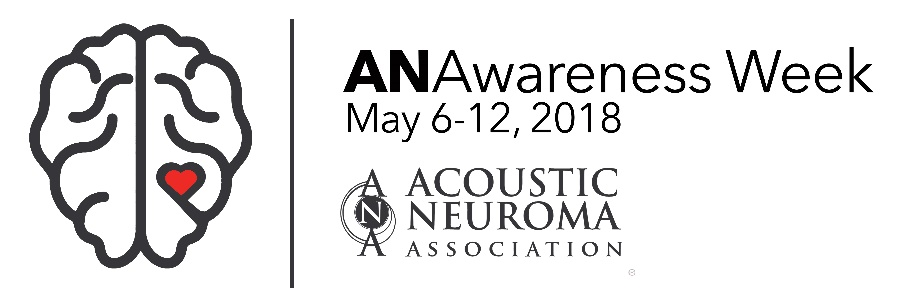 ANAwareness Week
May 6-12, 2018
A
N
A
ACOUSTIC
NEUROMA
ASSOCIATION